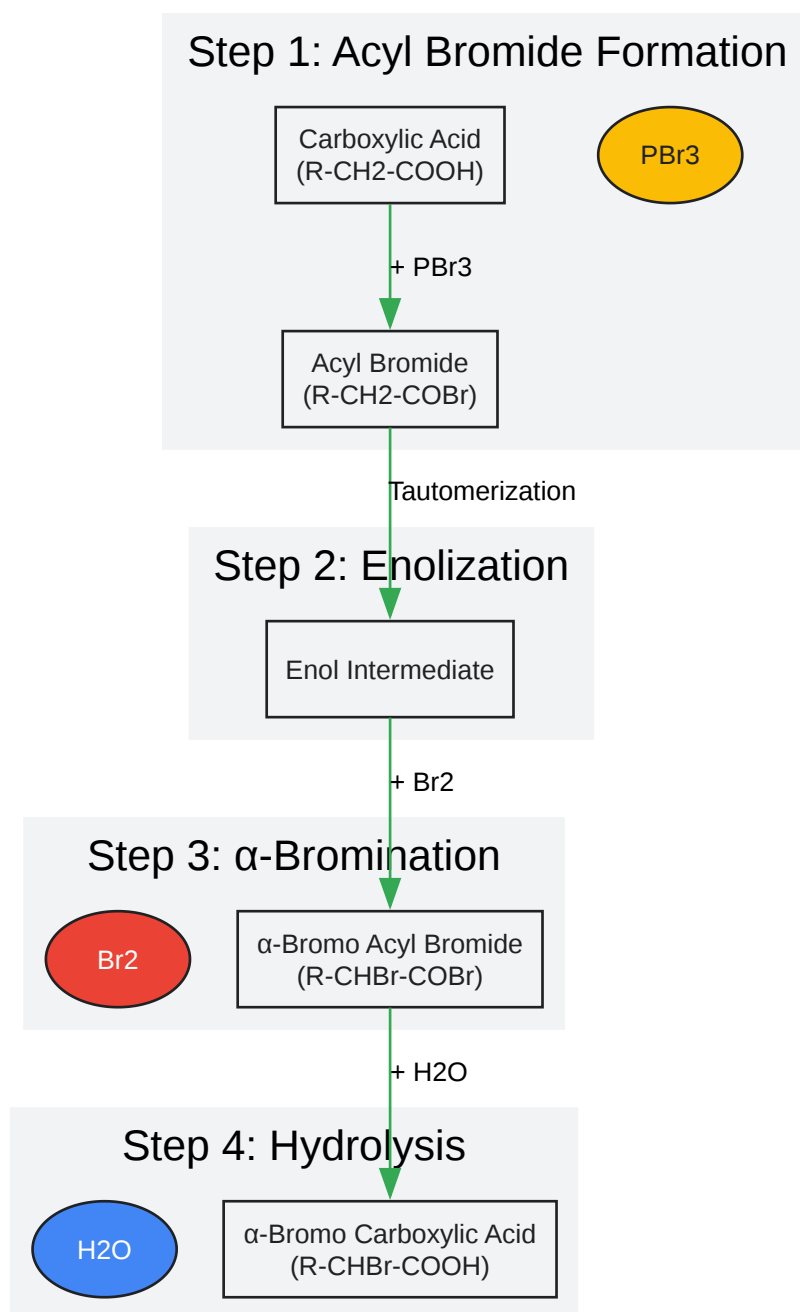 Step 1: Acyl Bromide Formation
Carboxylic Acid
(R-CH2-COOH)
PBr3
+ PBr3
Acyl Bromide
(R-CH2-COBr)
Tautomerization
Step 2: Enolization
Enol Intermediate
+ Br2
Step 3: α-Bromination
Br2
α-Bromo Acyl Bromide
(R-CHBr-COBr)
+ H2O
Step 4: Hydrolysis
H2O
α-Bromo Carboxylic Acid
(R-CHBr-COOH)